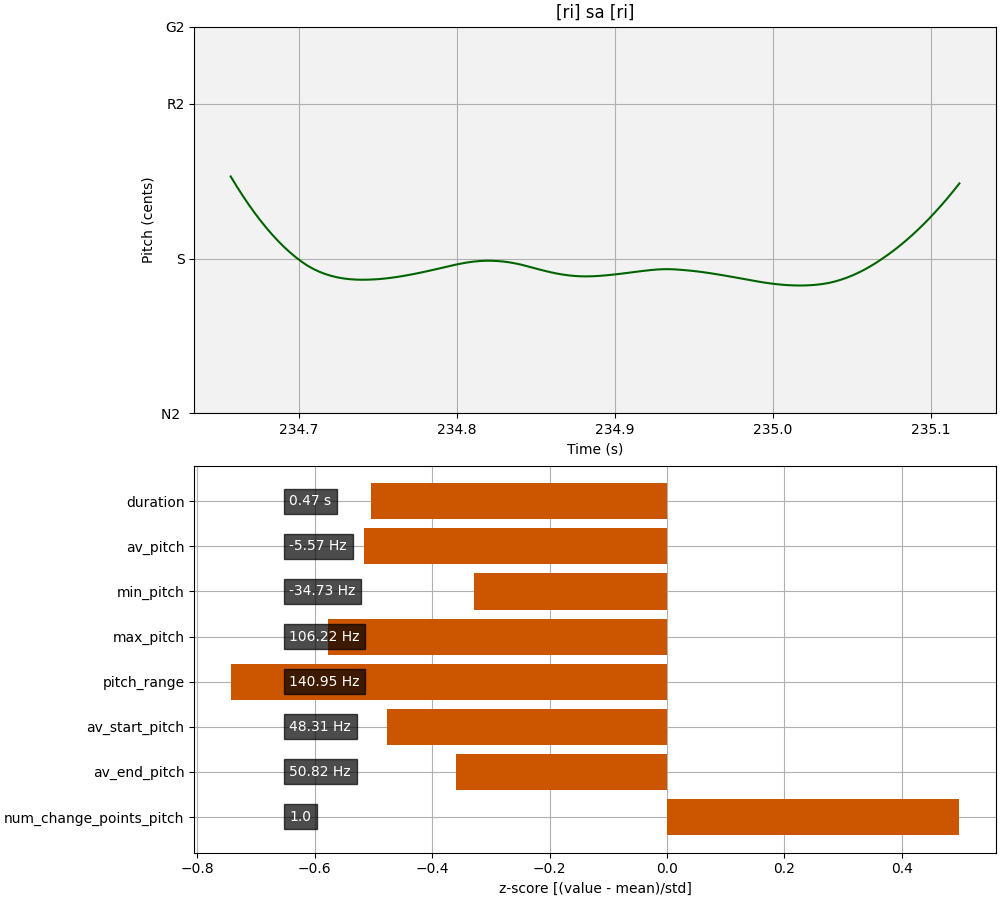 [ri] sa [ri]
G2
R2
S
N2
Pitch (cents)
234.7 234.8 234.9 235.0 235.1
Time (s)
duration 0.47 s
av_pitch -5.57 Hz
min_pitch -34.73 Hz
max_pitch 106.22 Hz
pitch_range 140.95 Hz
av_start_pitch 48.31 Hz
av_end_pitch 50.82 Hz
num_change_points_pitch 1.0
−0.8 −0.6 −0.4 −0.2 0.0 0.2 0.4
z-score [(value - mean)/std]